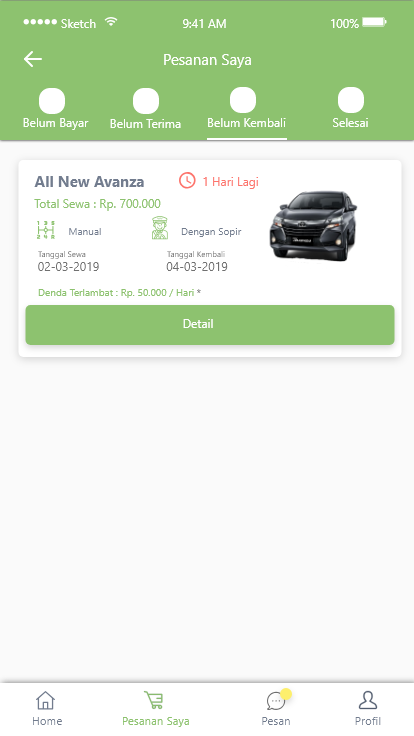 Sketch 9:41 AM 100%
Pesanan Saya
Belum Bayar Belum Terima Belum Kembali Selesai
All New Avanza 1 Hari Lagi
Total Sewa : Rp. 700.000
Manual Dengan Sopir
Tanggal Sewa Tanggal Kembali
02-03-2019 04-03-2019
Denda Terlambat : Rp. 50.000 / Hari *
Detail
Home Pesanan Saya Pesan Profil